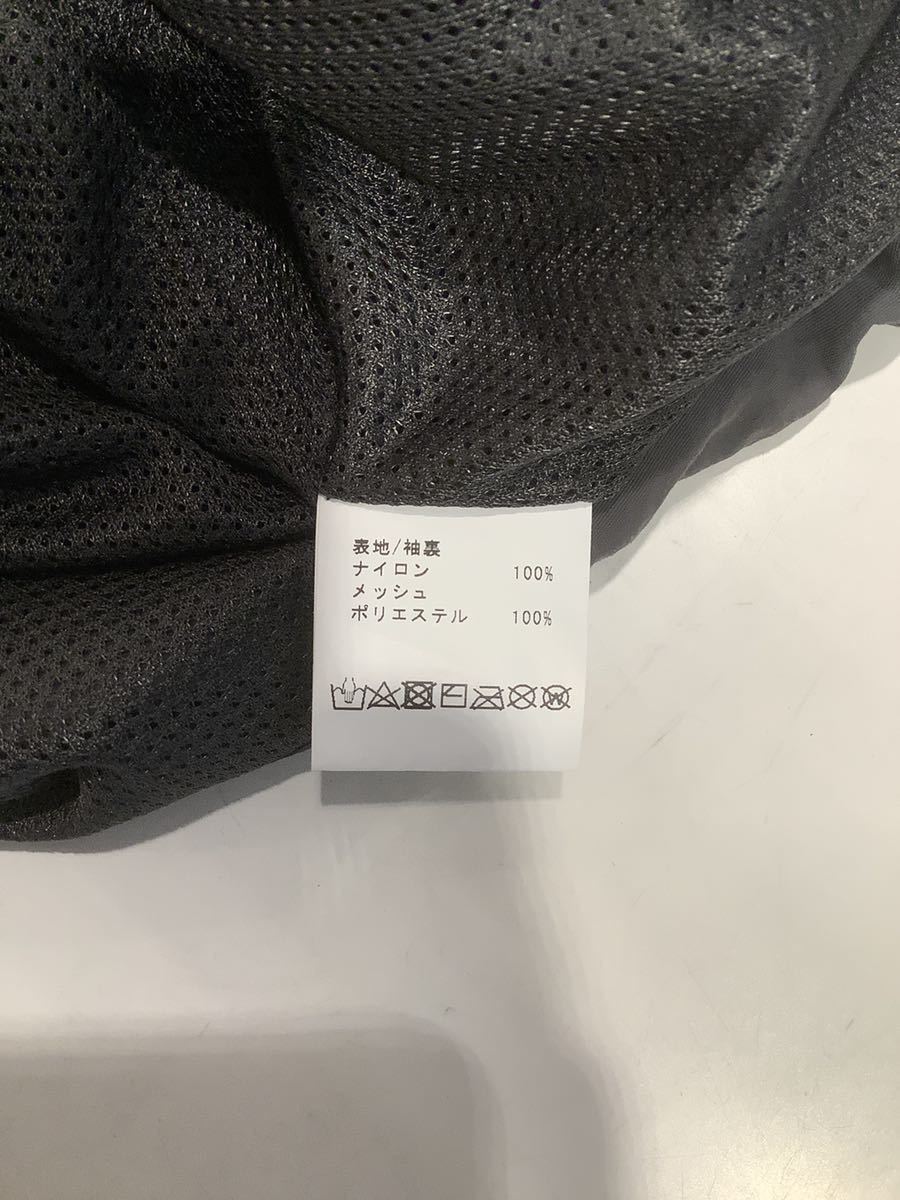 表地/袖裏
ナイロン 100%
メッシュ
ポリエステル 100%
W